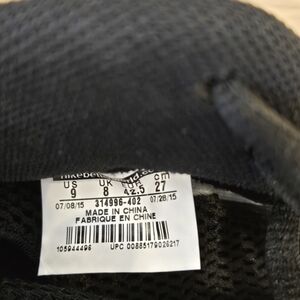 US UK EUR cm
9 8 42.5 27
07/08/15 314996-402 07/28/15
MADE IN CHINA
FABRIQUE EN CHINE
105944496 UPC 00885179026217